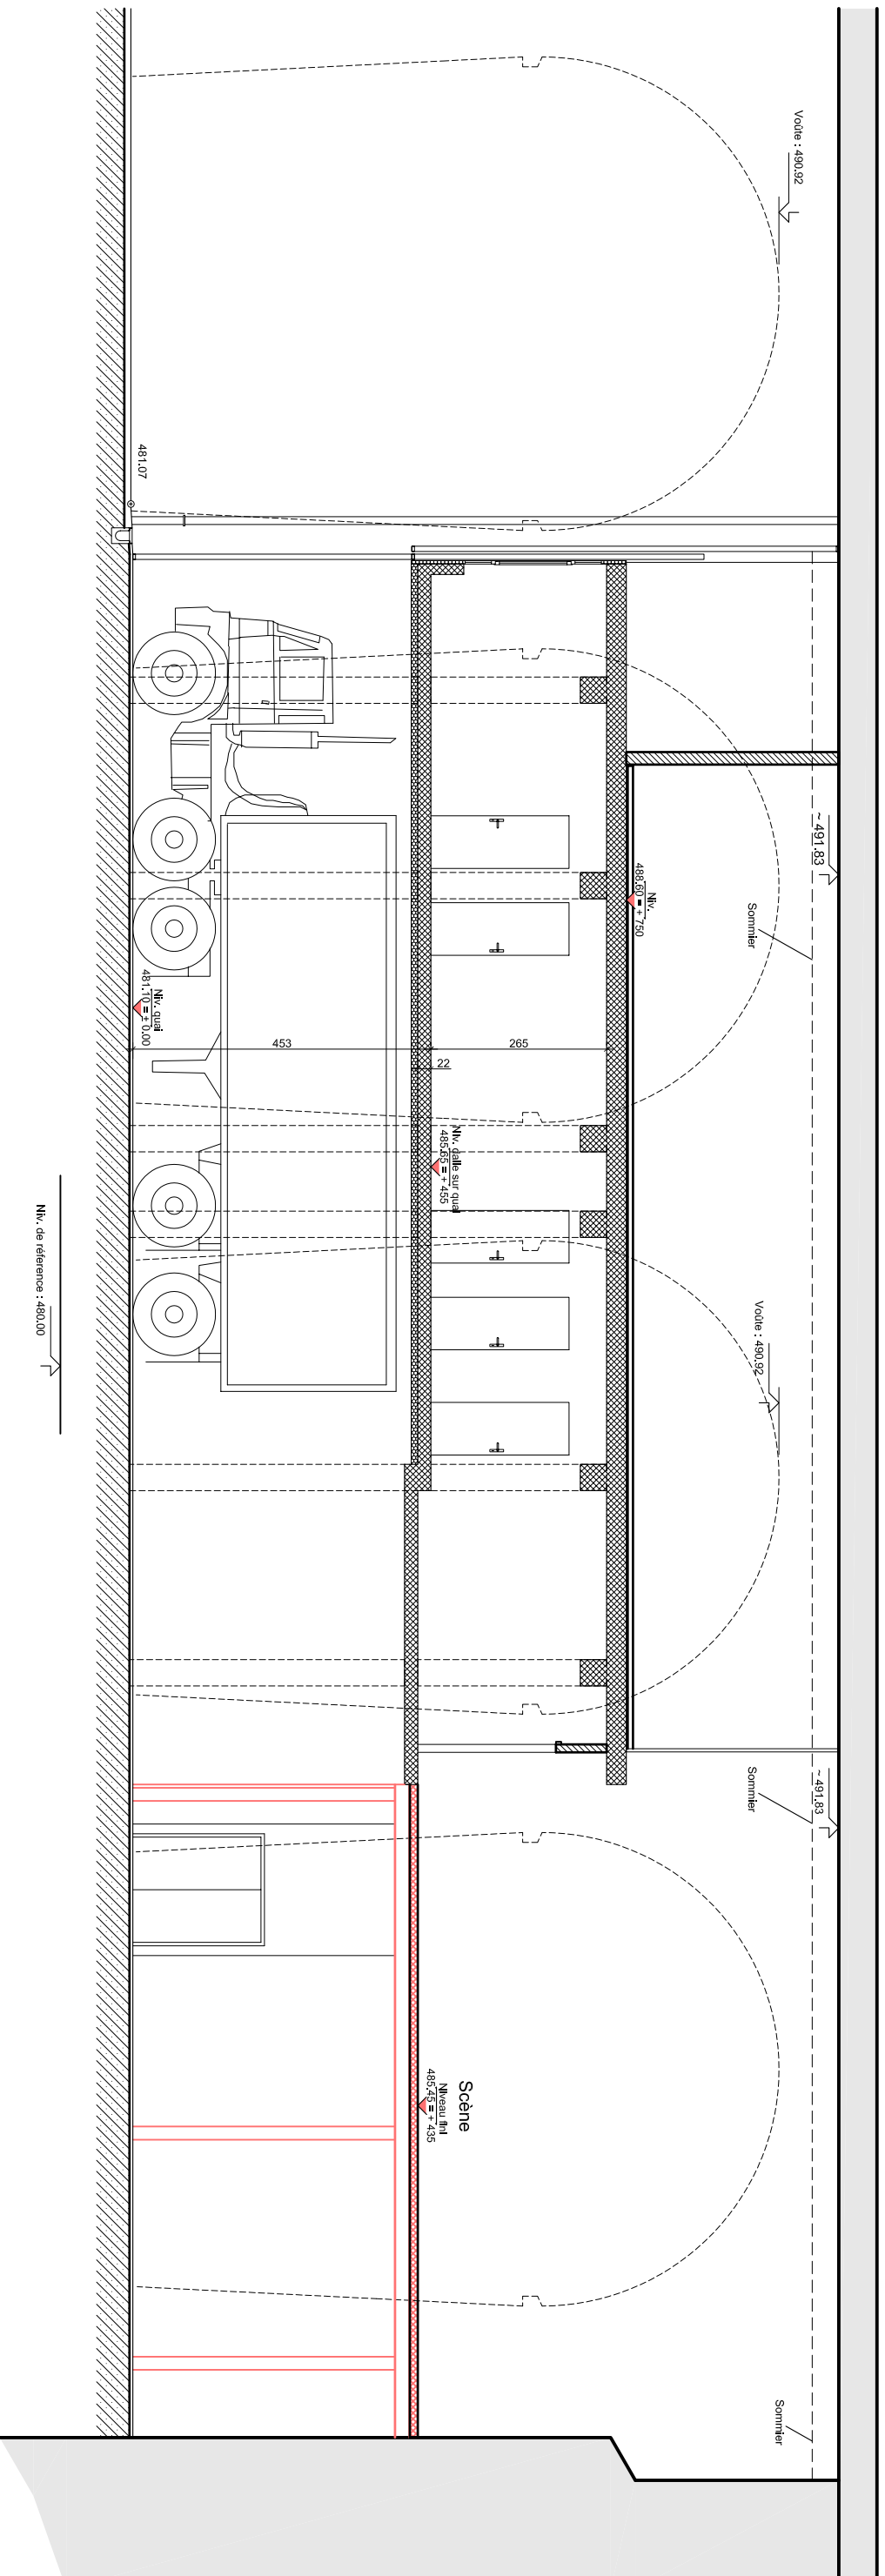 Voûte : 490.92
481.07
~ 491.83
Sommier
Niv.
488.60 = + 750
Niv. quai
481.10 = ± 0.00
453
22
265
Niv. dalle sur quai
485.65 = + 455
Niv. de réference : 480.00
Voûte : 490.92
~ 491.83
Sommier
Scène
Niveau fini
485.45 = + 435
Sommier